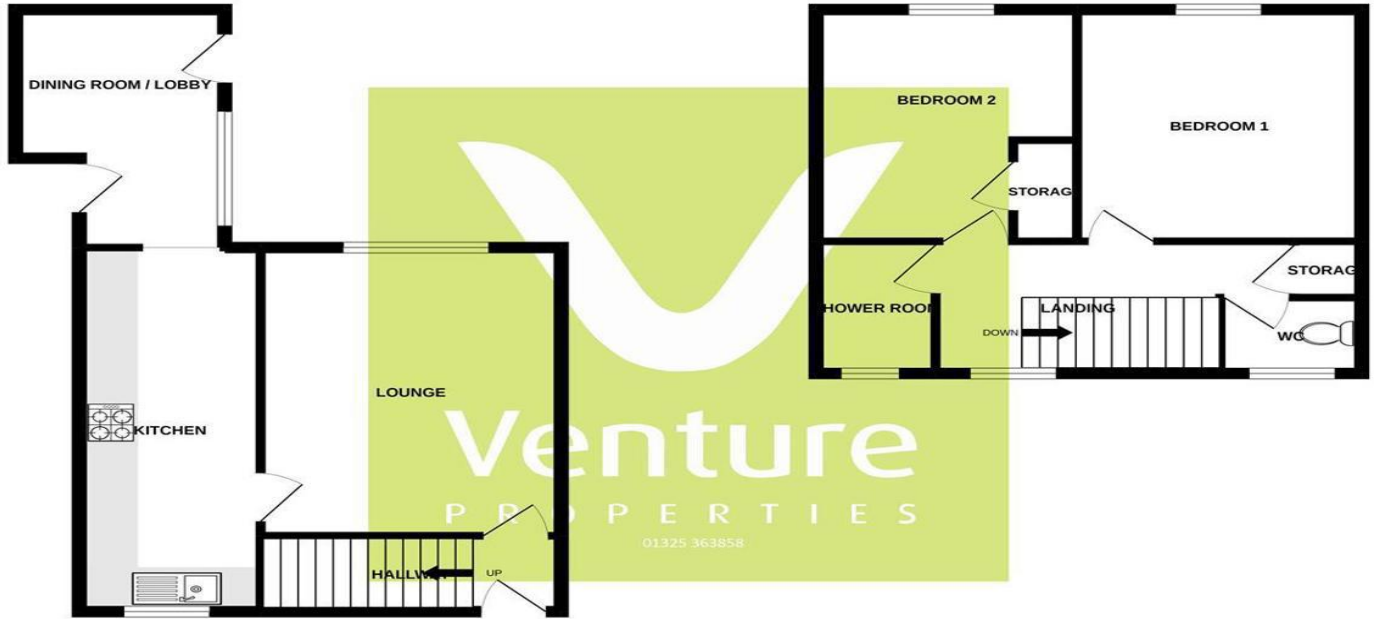 DINING ROOM / LOBBY
KITCHEN
LOUNGE
HALLW
UP
BEDROOM 2
BEDROOM 1
STORAG
STORAG
HOWER ROO
LANDING
DOWN
WC
Venture
PROPERTIES
01325 363858